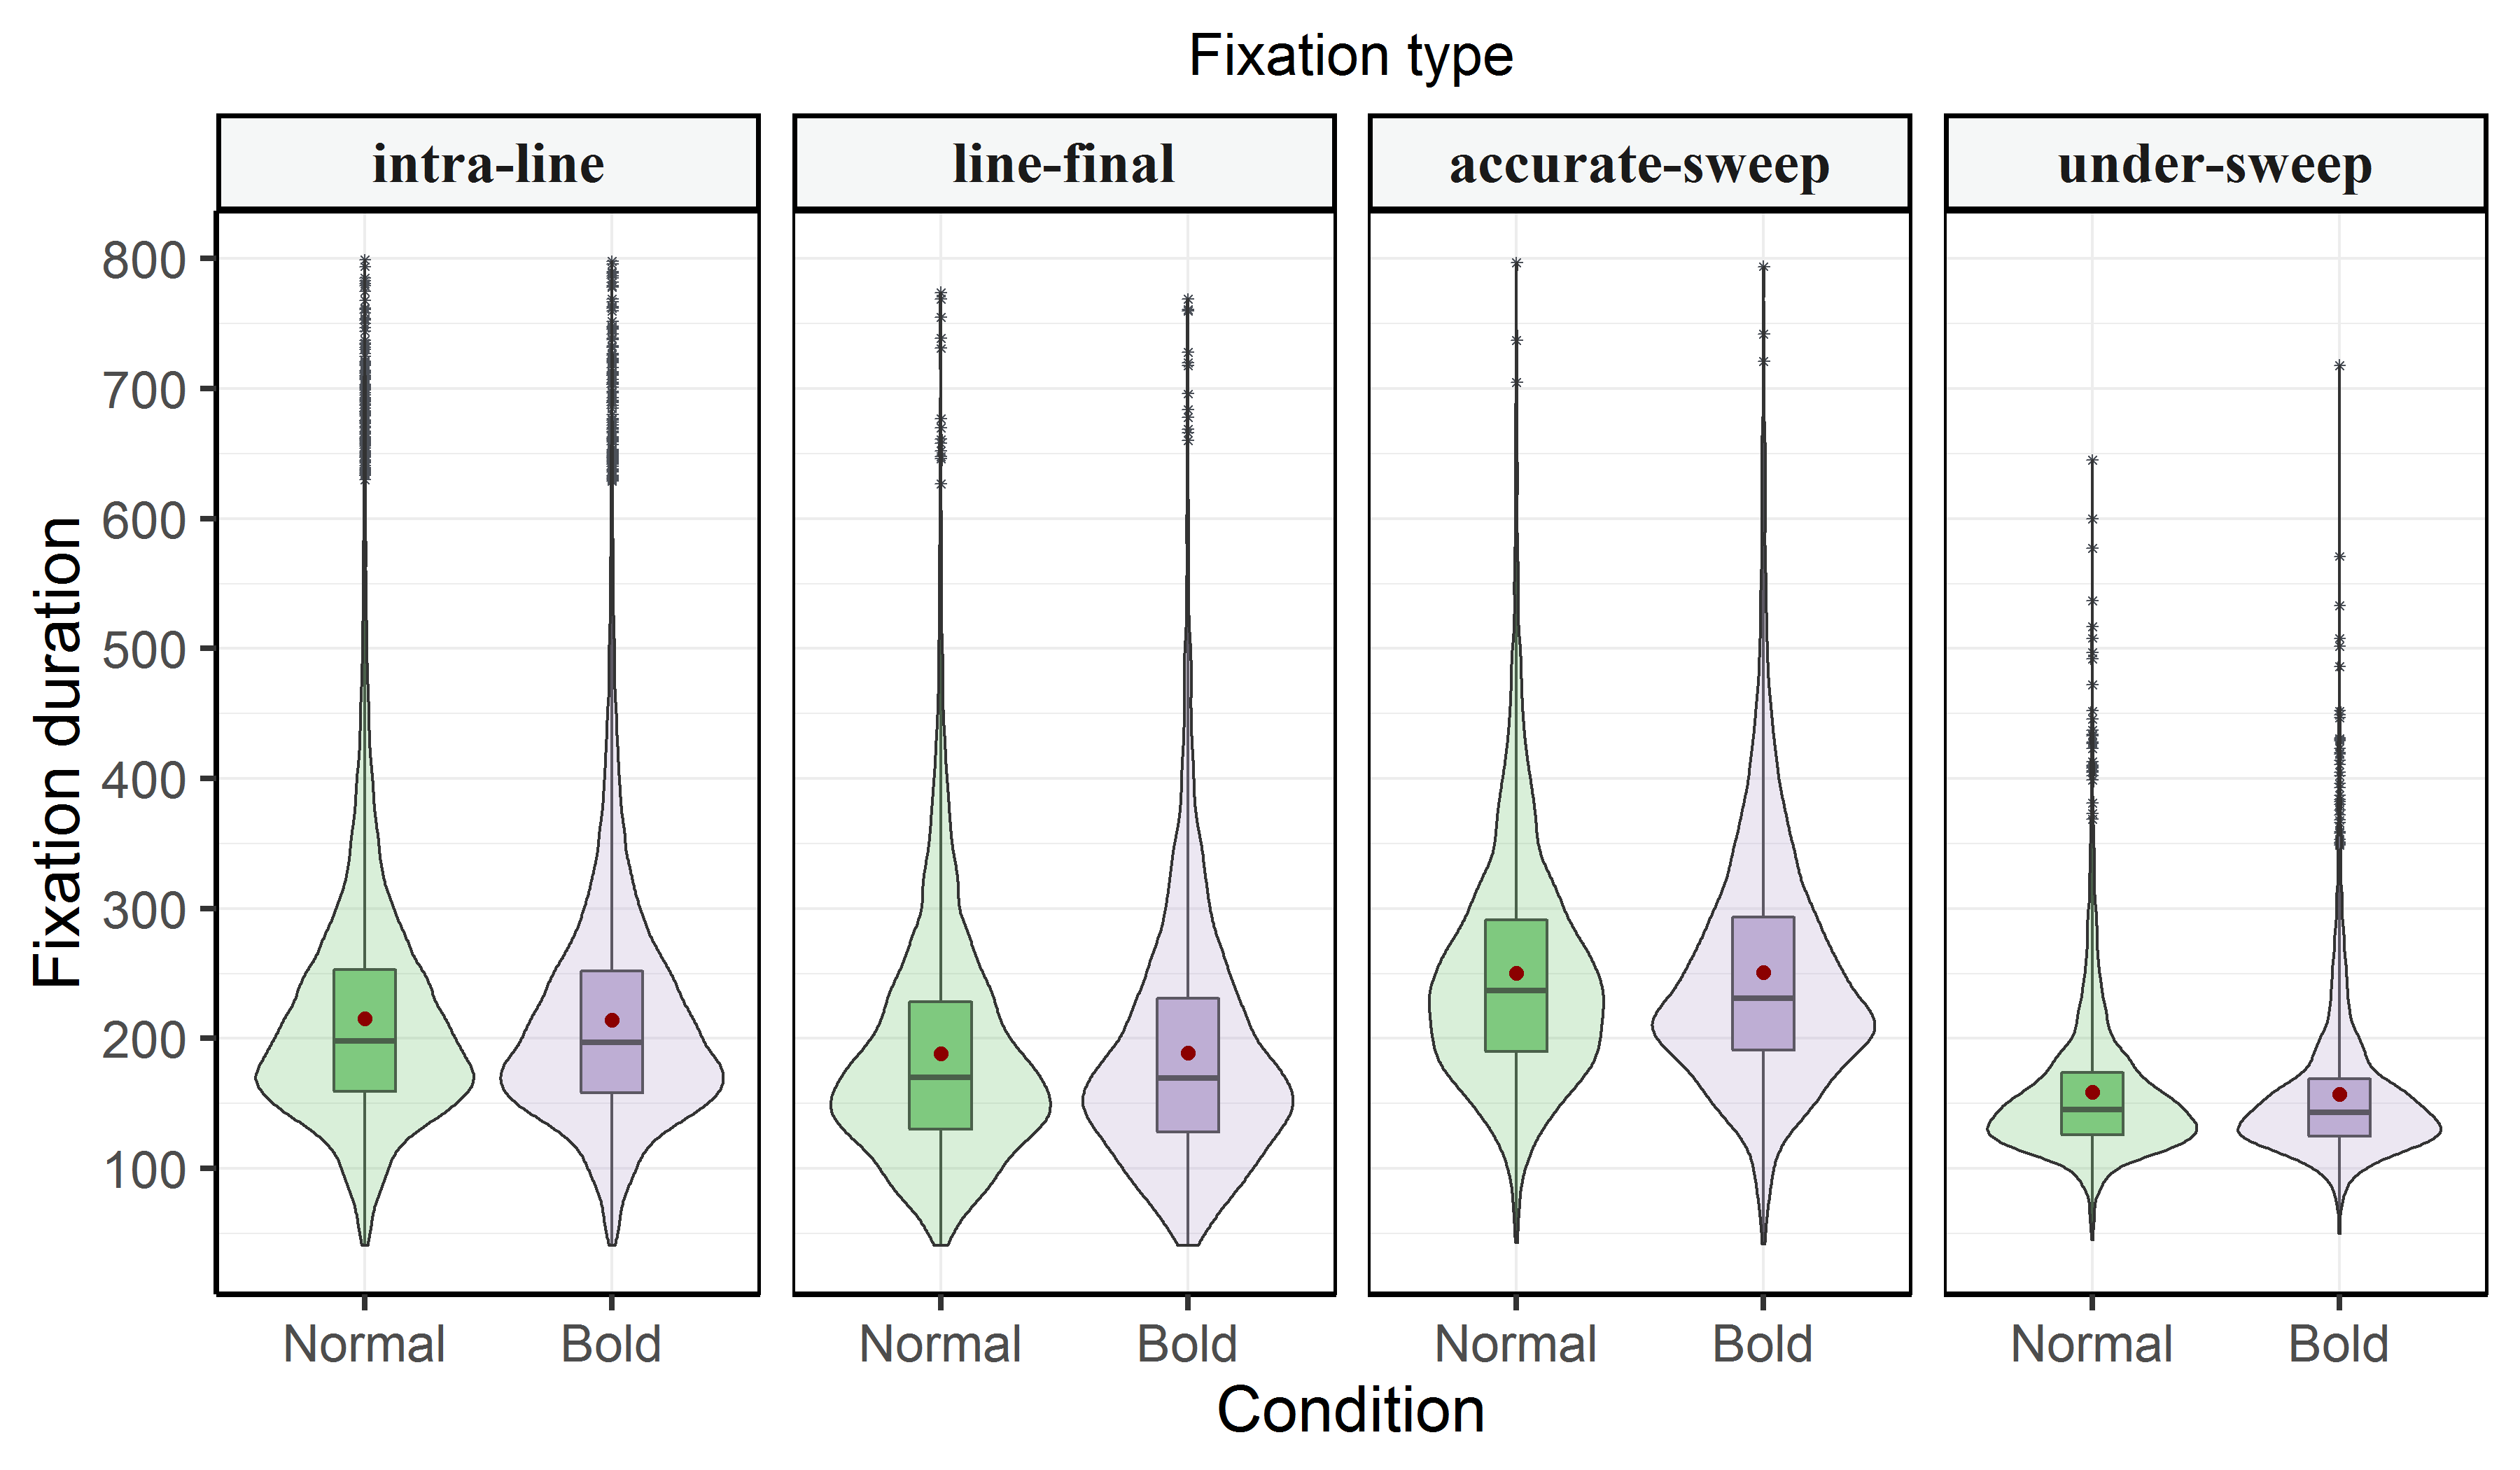 Fixation type
intra-line line-final accurate-sweep under-sweep
800
700
600
500
400
300
200
100
Fixation duration
Normal Bold Normal Bold Normal Bold Normal Bold
Condition